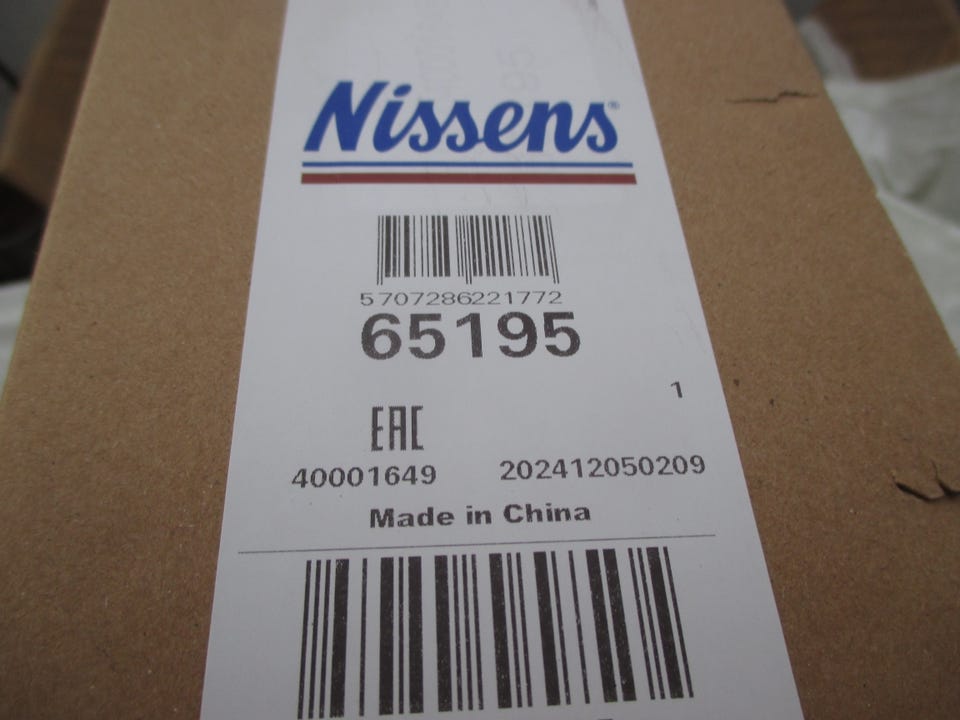 Nissens®
5707286221772
65195
1
EAC
40001649 202412050209
Made in China